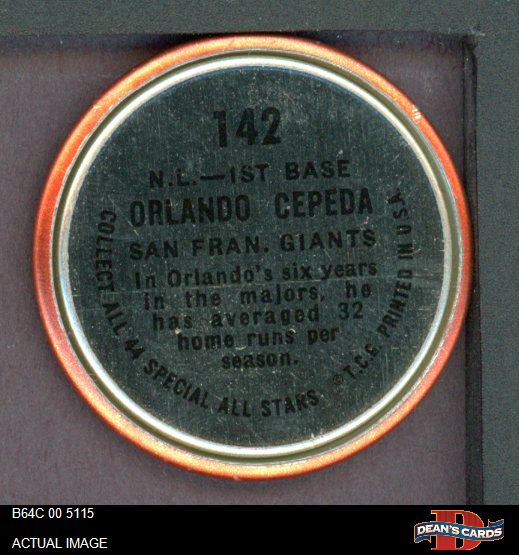 142
N.L.—1ST BASE
ORLANDO CEPEDA
SAN FRAN. GIANTS
In Orlando's six years
in the majors, he
has averaged 32
home runs per
season.
COLLECT ALL 44 SPECIAL ALL STARS
©T.C.G. PRINTED IN U.S.A.
B64C 00 5115
ACTUAL IMAGE
D
DEAN'S CARDS